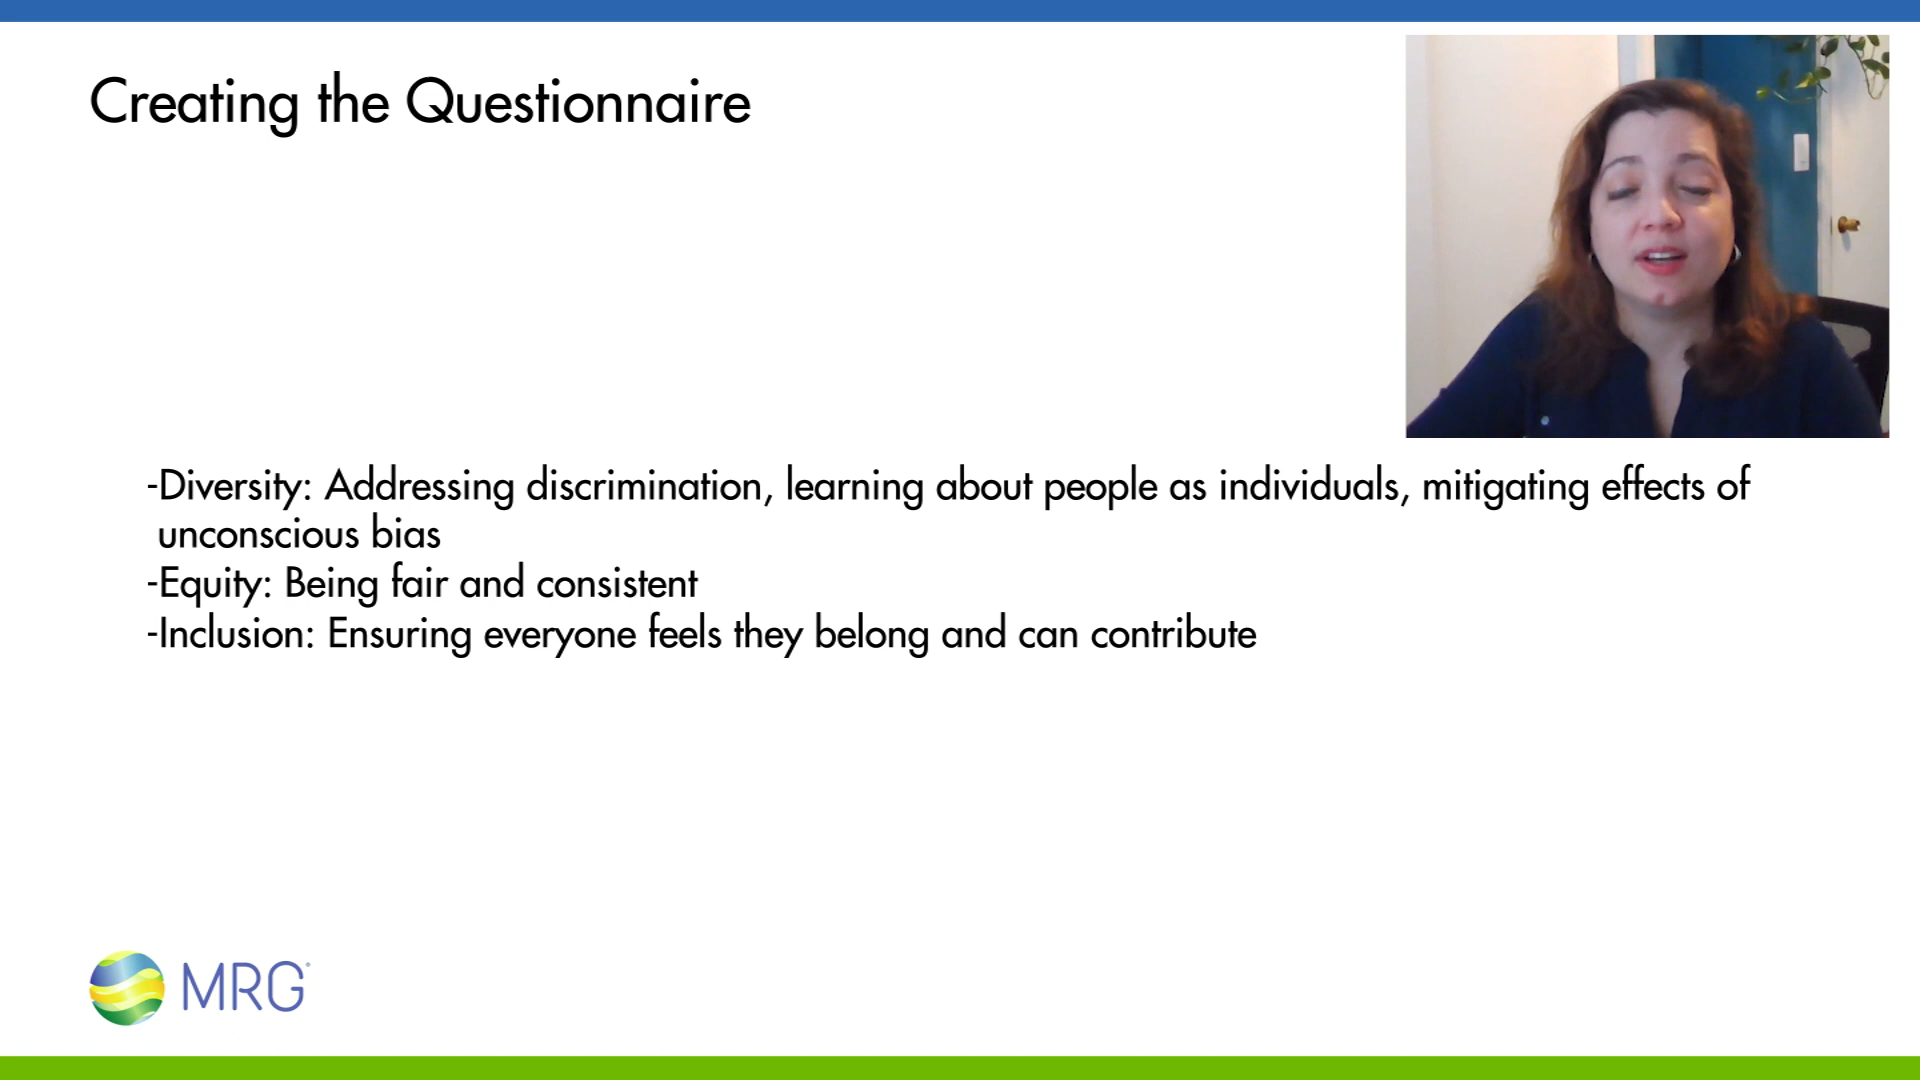 Creating the Questionnaire
-Diversity: Addressing discrimination, learning about people as individuals, mitigating effects of
unconscious bias
-Equity: Being fair and consistent
-Inclusion: Ensuring everyone feels they belong and can contribute
MRG